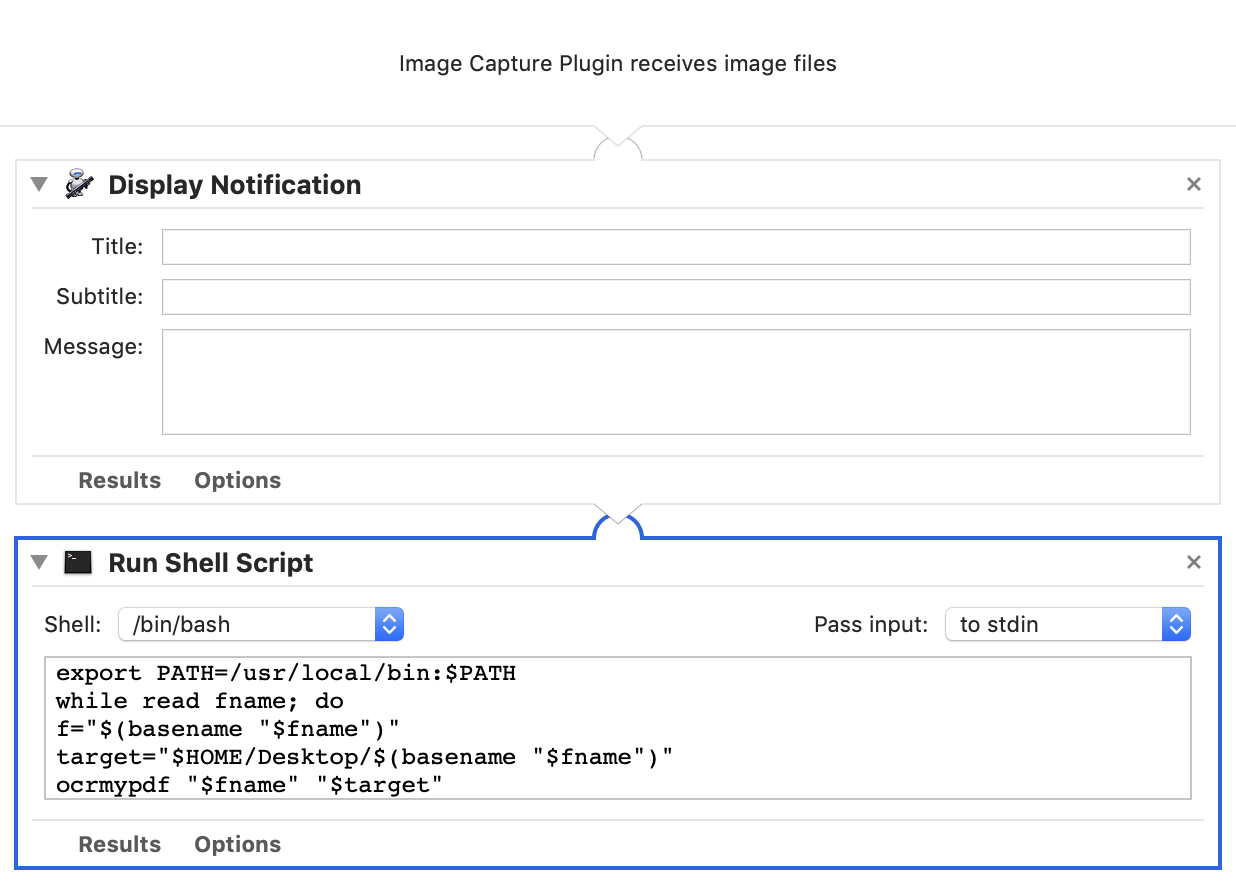 Image Capture Plugin receives image files
Display Notification
Title:
Subtitle:
Message:
Results Options
Run Shell Script
Shell: /bin/bash Pass input: to stdin
export PATH=/usr/local/bin:$PATH
while read fname; do
f="$(basename "$fname")"
target="$HOME/Desktop/$(basename "$fname")"
ocrmypdf "$fname" "$target"
Results Options